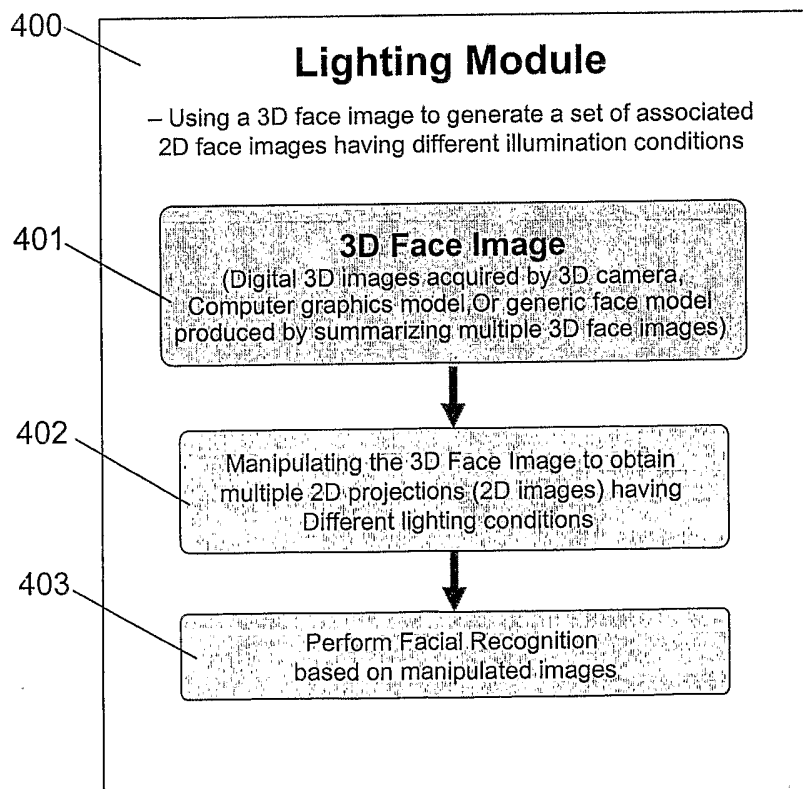 400
Lighting Module
– Using a 3D face image to generate a set of associated
2D face images having different illumination conditions
401
3D Face Image
(Digital 3D images acquired by 3D camera,
Computer graphics model,Or generic face model
produced by summarizing multiple 3D face images)
402
Manipulating the 3D Face Image to obtain
multiple 2D projections (2D images) having
Different lighting conditions
403
Perform Facial Recognition
based on manipulated images